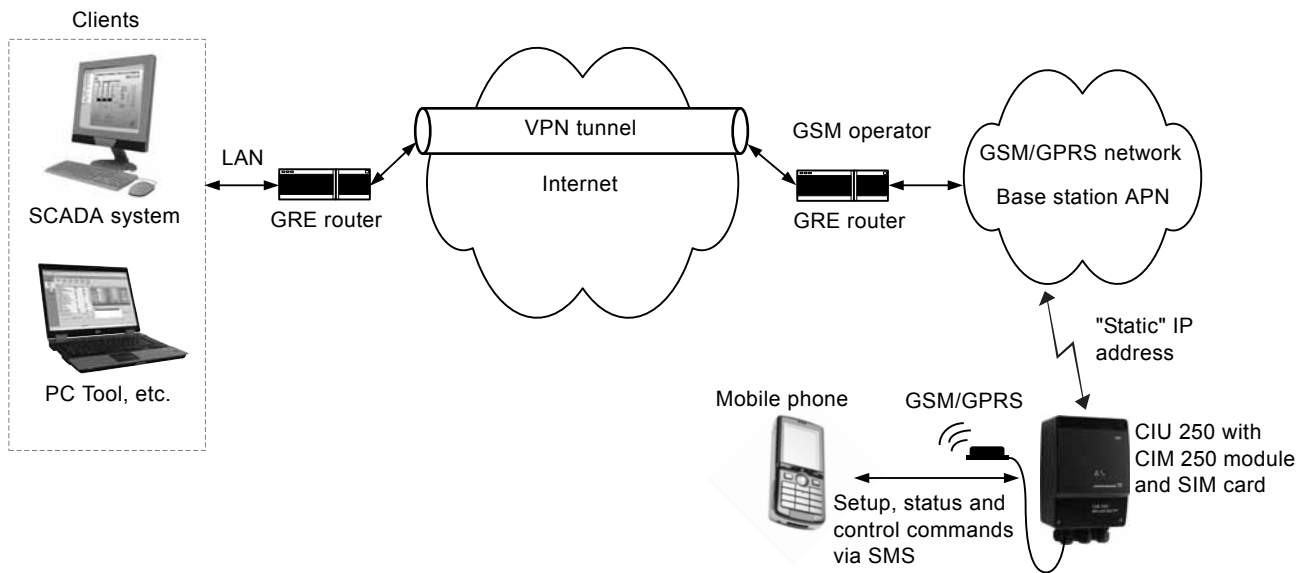 Clients
SCADA system
PC Tool, etc.
LAN
GRE router
VPN tunnel
Internet
GSM operator
GRE router
GSM/GPRS network
Base station APN
"Static" IP
address
Mobile phone
GSM/GPRS
Setup, status and
control commands
via SMS
CIU 250 with
CIM 250 module
and SIM card